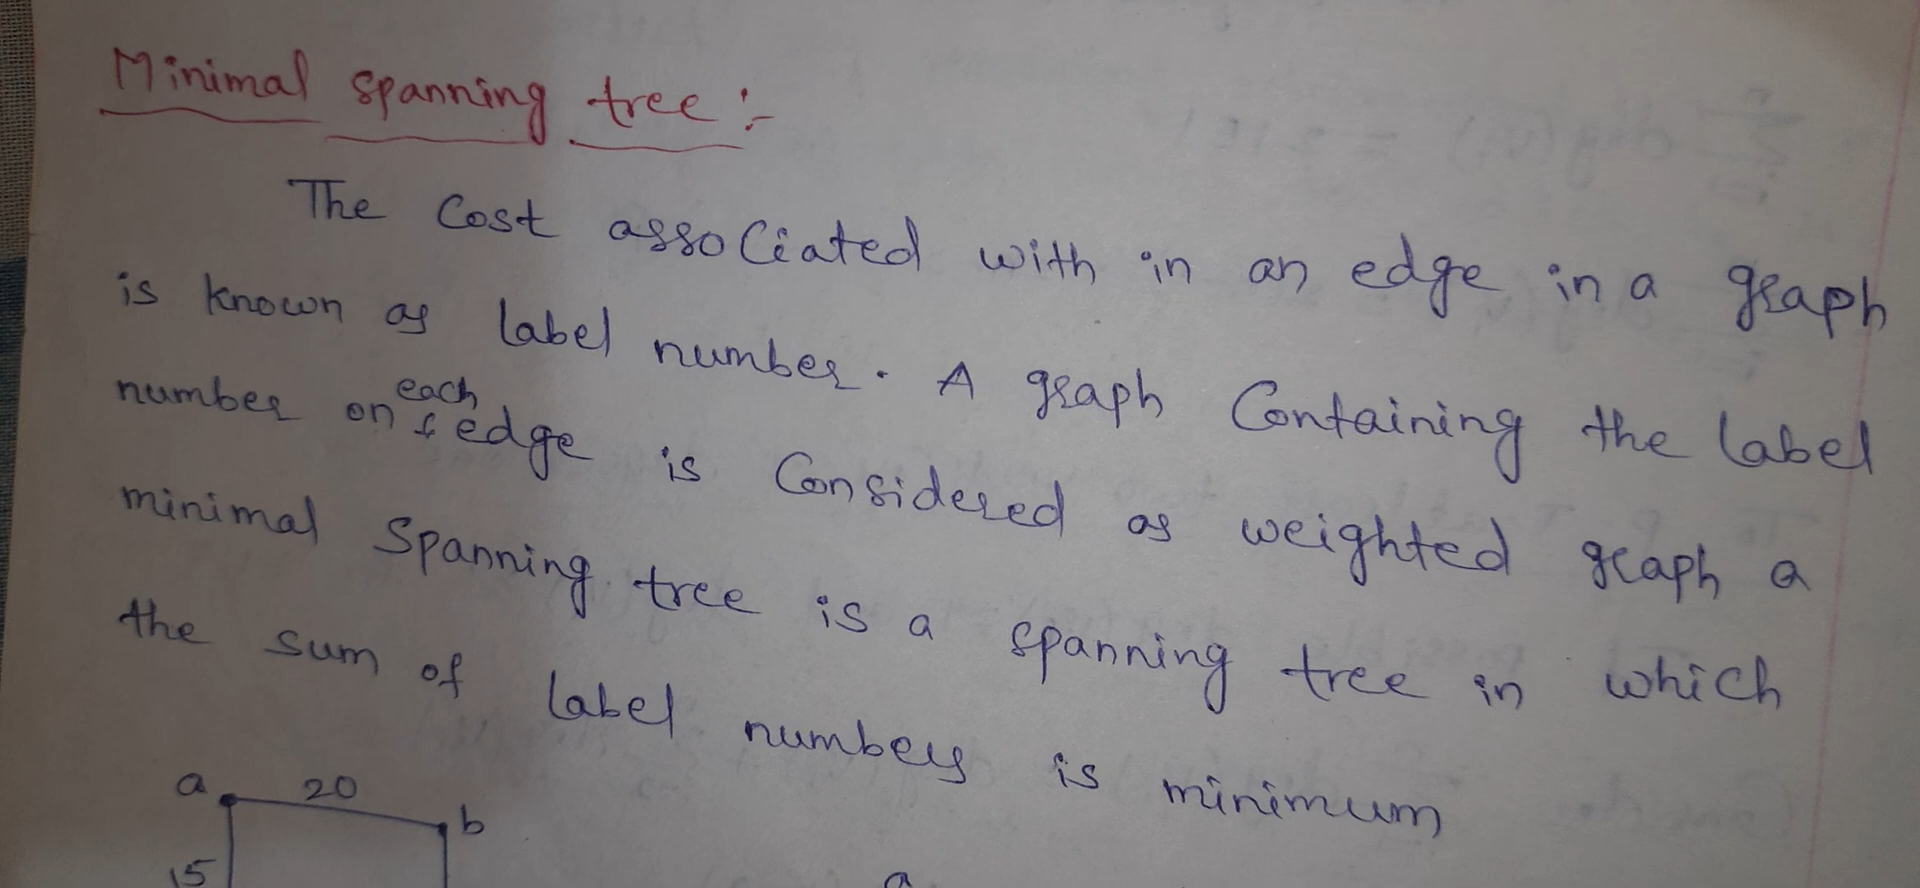 Minimal spanning tree :-
The Cost associated with in an edge in a graph
is known as label number. A graph Containing the label
number on each edge is Considered as weighted graph a
minimal Spanning tree is a spanning tree in which
the sum of label numbers is minimum
a 20 b
15
a